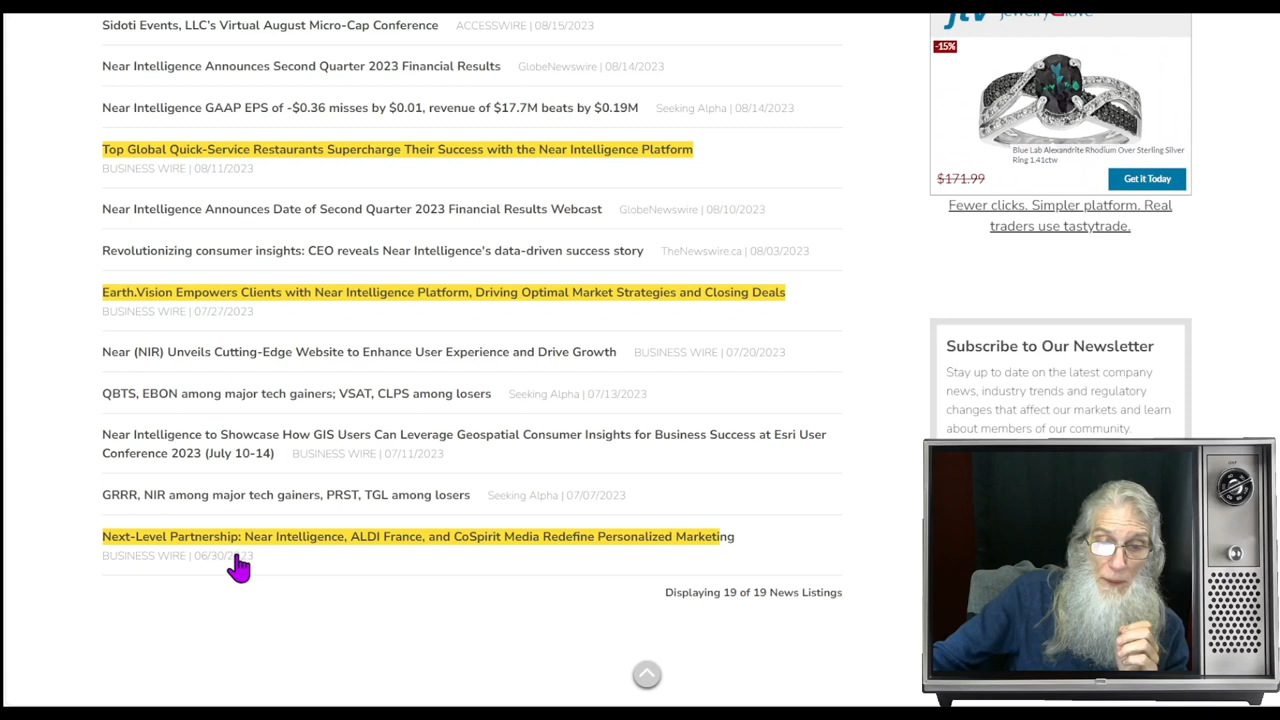 jtv jewelry love
Sidoti Events, LLC's Virtual August Micro-Cap Conference ACCESSWIRE | 08/15/2023
-15%
Near Intelligence Announces Second Quarter 2023 Financial Results GlobeNewswire | 08/14/2023
Near Intelligence GAAP EPS of -$0.36 misses by $0.01, revenue of $17.7M beats by $0.19M Seeking Alpha | 08/14/2023
Top Global Quick-Service Restaurants Supercharge Their Success with the Near Intelligence Platform
BUSINESS WIRE | 08/11/2023
Near Intelligence Announces Date of Second Quarter 2023 Financial Results Webcast GlobeNewswire | 08/10/2023
Revolutionizing consumer insights: CEO reveals Near Intelligence's data-driven success story TheNewswire.ca | 08/03/2023
Earth.Vision Empowers Clients with Near Intelligence Platform, Driving Optimal Market Strategies and Closing Deals
BUSINESS WIRE | 07/27/2023
Near (NIR) Unveils Cutting-Edge Website to Enhance User Experience and Drive Growth BUSINESS WIRE | 07/20/2023
QBTS, EBON among major tech gainers; VSAT, CLPS among losers Seeking Alpha | 07/13/2023
Near Intelligence to Showcase How GIS Users Can Leverage Geospatial Consumer Insights for Business Success at Esri User
Conference 2023 (July 10-14) BUSINESS WIRE | 07/11/2023
GRRR, NIR among major tech gainers, PRST, TGL among losers Seeking Alpha | 07/07/2023
Next-Level Partnership: Near Intelligence, ALDI France, and CoSpirit Media Redefine Personalized Marketing
BUSINESS WIRE | 06/30/2023
Displaying 19 of 19 News Listings
Blue Lab Alexandrite Rhodium Over Sterling Silver
Ring 1.41ctw
$171.99 Get it Today
Fewer clicks. Simpler platform. Real
traders use tastytrade.
Subscribe to Our Newsletter
Stay up to date on the latest company
news, industry trends and regulatory
changes that affect our markets and learn
about members of our community.